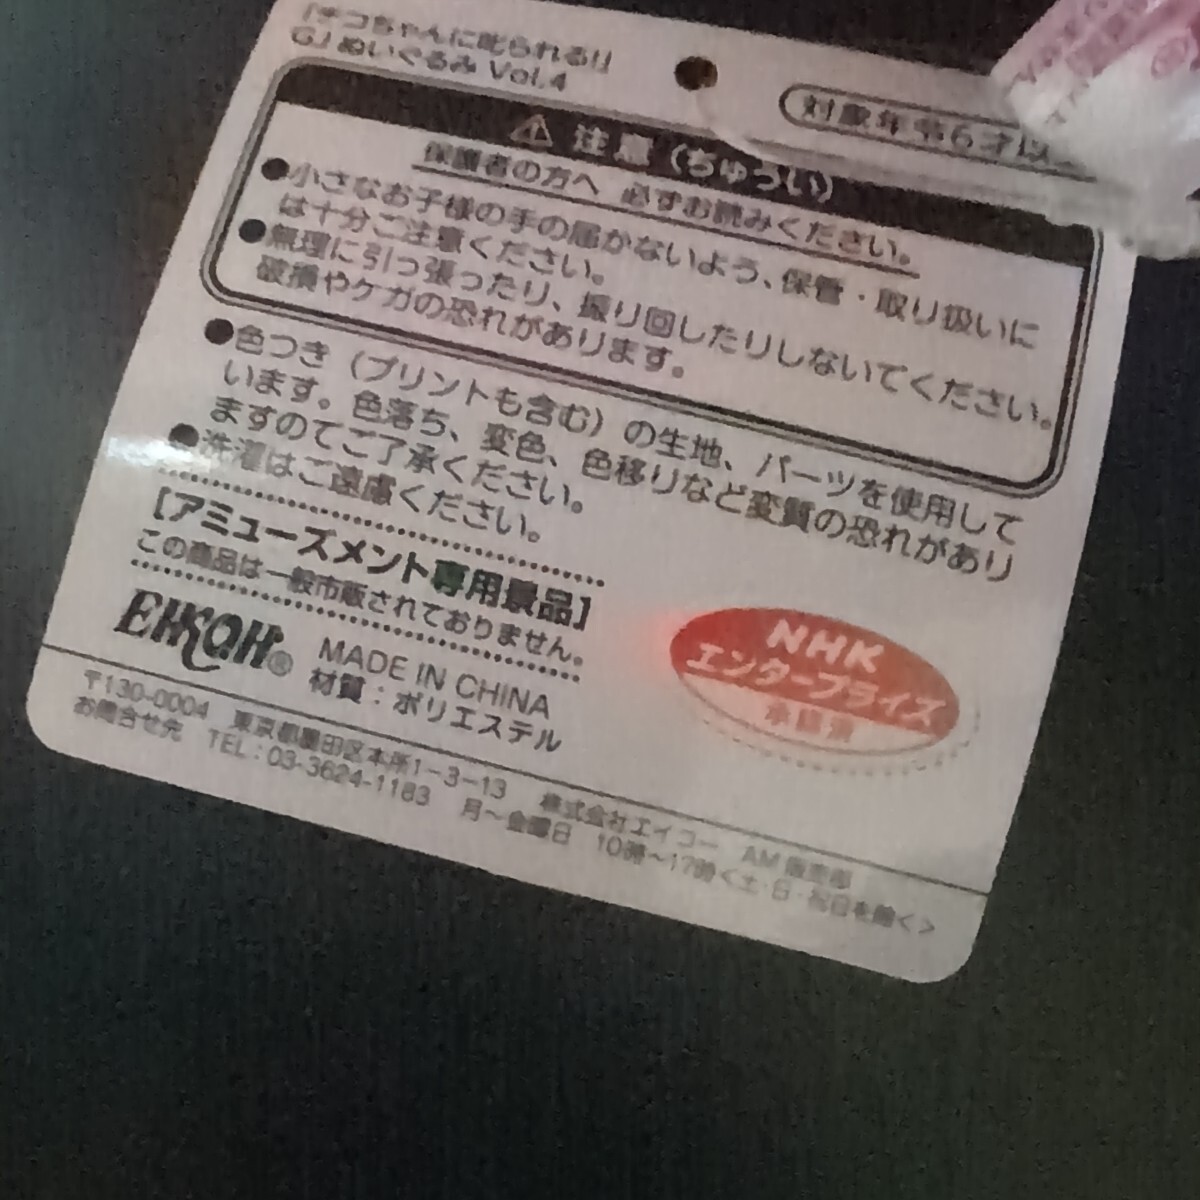 「チコちゃんに叱られる!」
GJ ぬいぐるみ Vol.4
対象年令6才以
注意（ちゅうい）
保護者の方へ 必ずお読みください。
●小さなお子様の手の届かないよう、保管・取り扱いに
は十分ご注意ください。
●無理に引っ張ったり、振り回したりしないでください。
破損やケガの恐れがあります。
●色つき（プリントも含む）の生地、パーツを使用して
います。色落ち、変色、色移りなど変質の恐れがあり
ますのでご了承ください。
●洗濯はご遠慮ください。
［アミューズメント専用景品］
この商品は一般市販されておりません。
EIKOH®
MADE IN CHINA
材質：ポリエステル
NHK
エンタープライズ
承認済
〒130-0004 東京都墨田区本所1-3-13 株式会社エイコー AM販売部
お問合せ先 TEL：03-3624-1183 月～金曜日 10時～17時<土・日・祝日を除く>